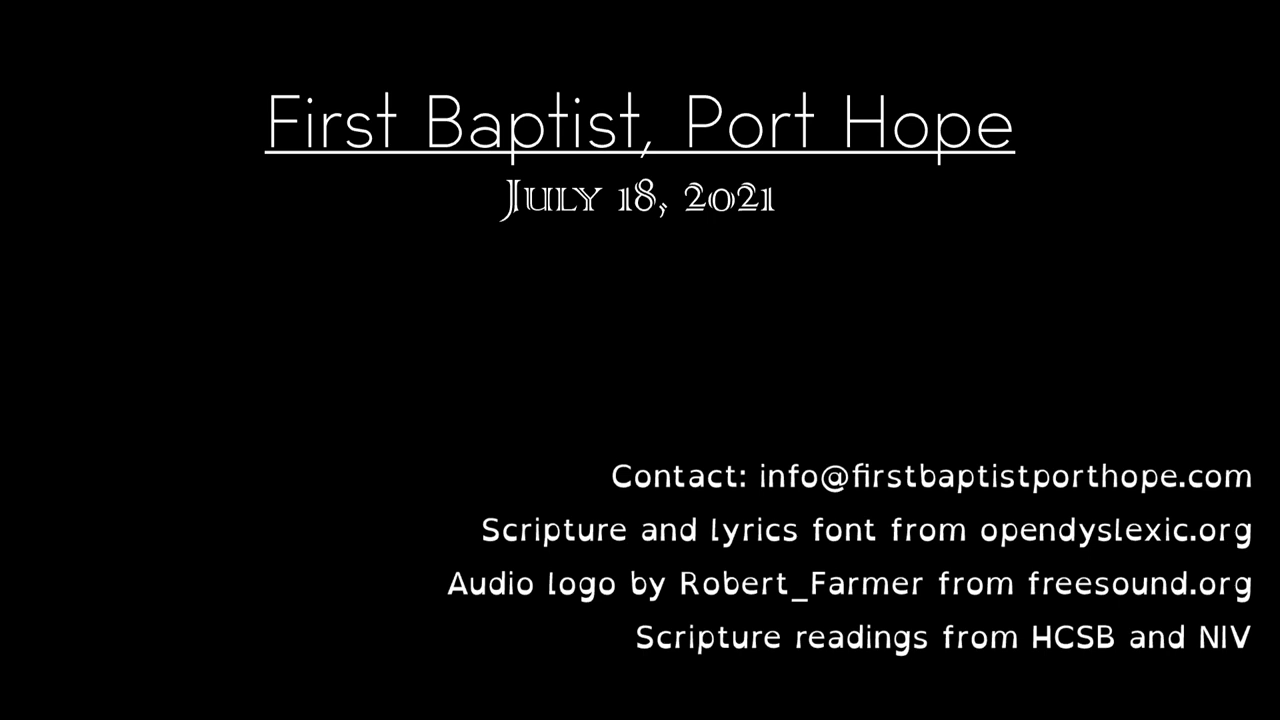 First Baptist, Port Hope
July 18, 2021
Contact: info@firstbaptistporthope.com
Scripture and lyrics font from opendyslexic.org
Audio logo by Robert_Farmer from freesound.org
Scripture readings from HCSB and NIV